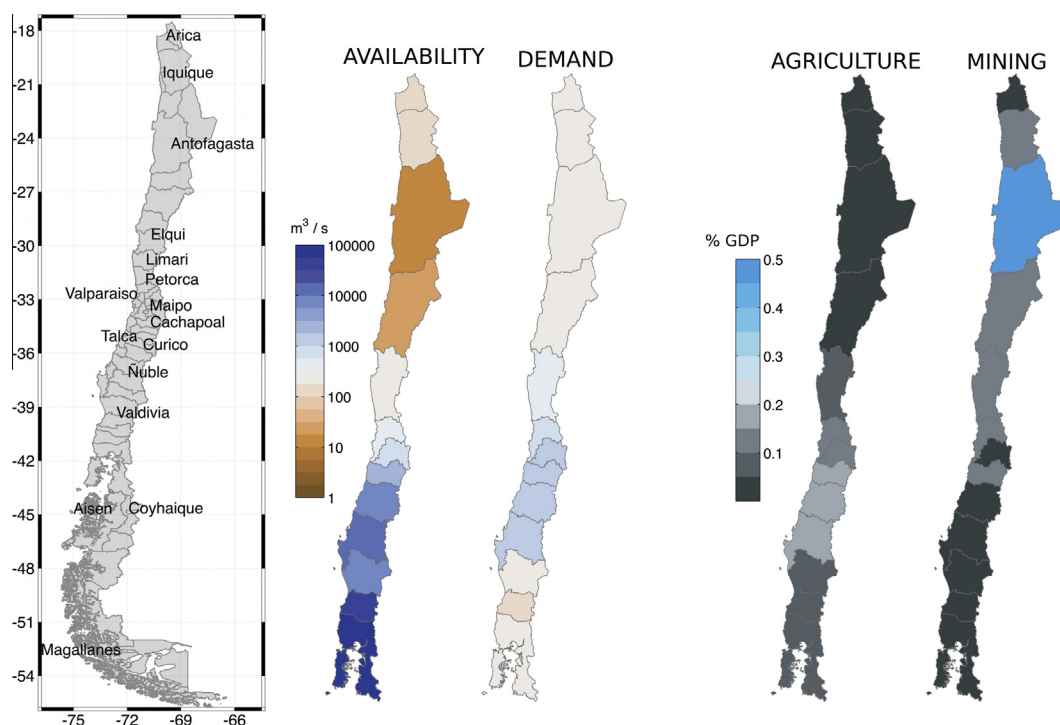 -18
-21
-24
-27
-30
-33
-36
-39
-42
-45
-48
-51
-54
-75
-72
-69
-66
Arica
Iquique
Antofagasta
Elqui
Limari
Petorca
Valparaiso
Maipo
Cachapoal
Talca
Curico
Ñuble
Valdivia
Aisen
Coyhaique
Magallanes
AVAILABILITY
DEMAND
m³ / s
100000
10000
1000
100
10
1
AGRICULTURE
MINING
% GDP
0.5
0.4
0.3
0.2
0.1